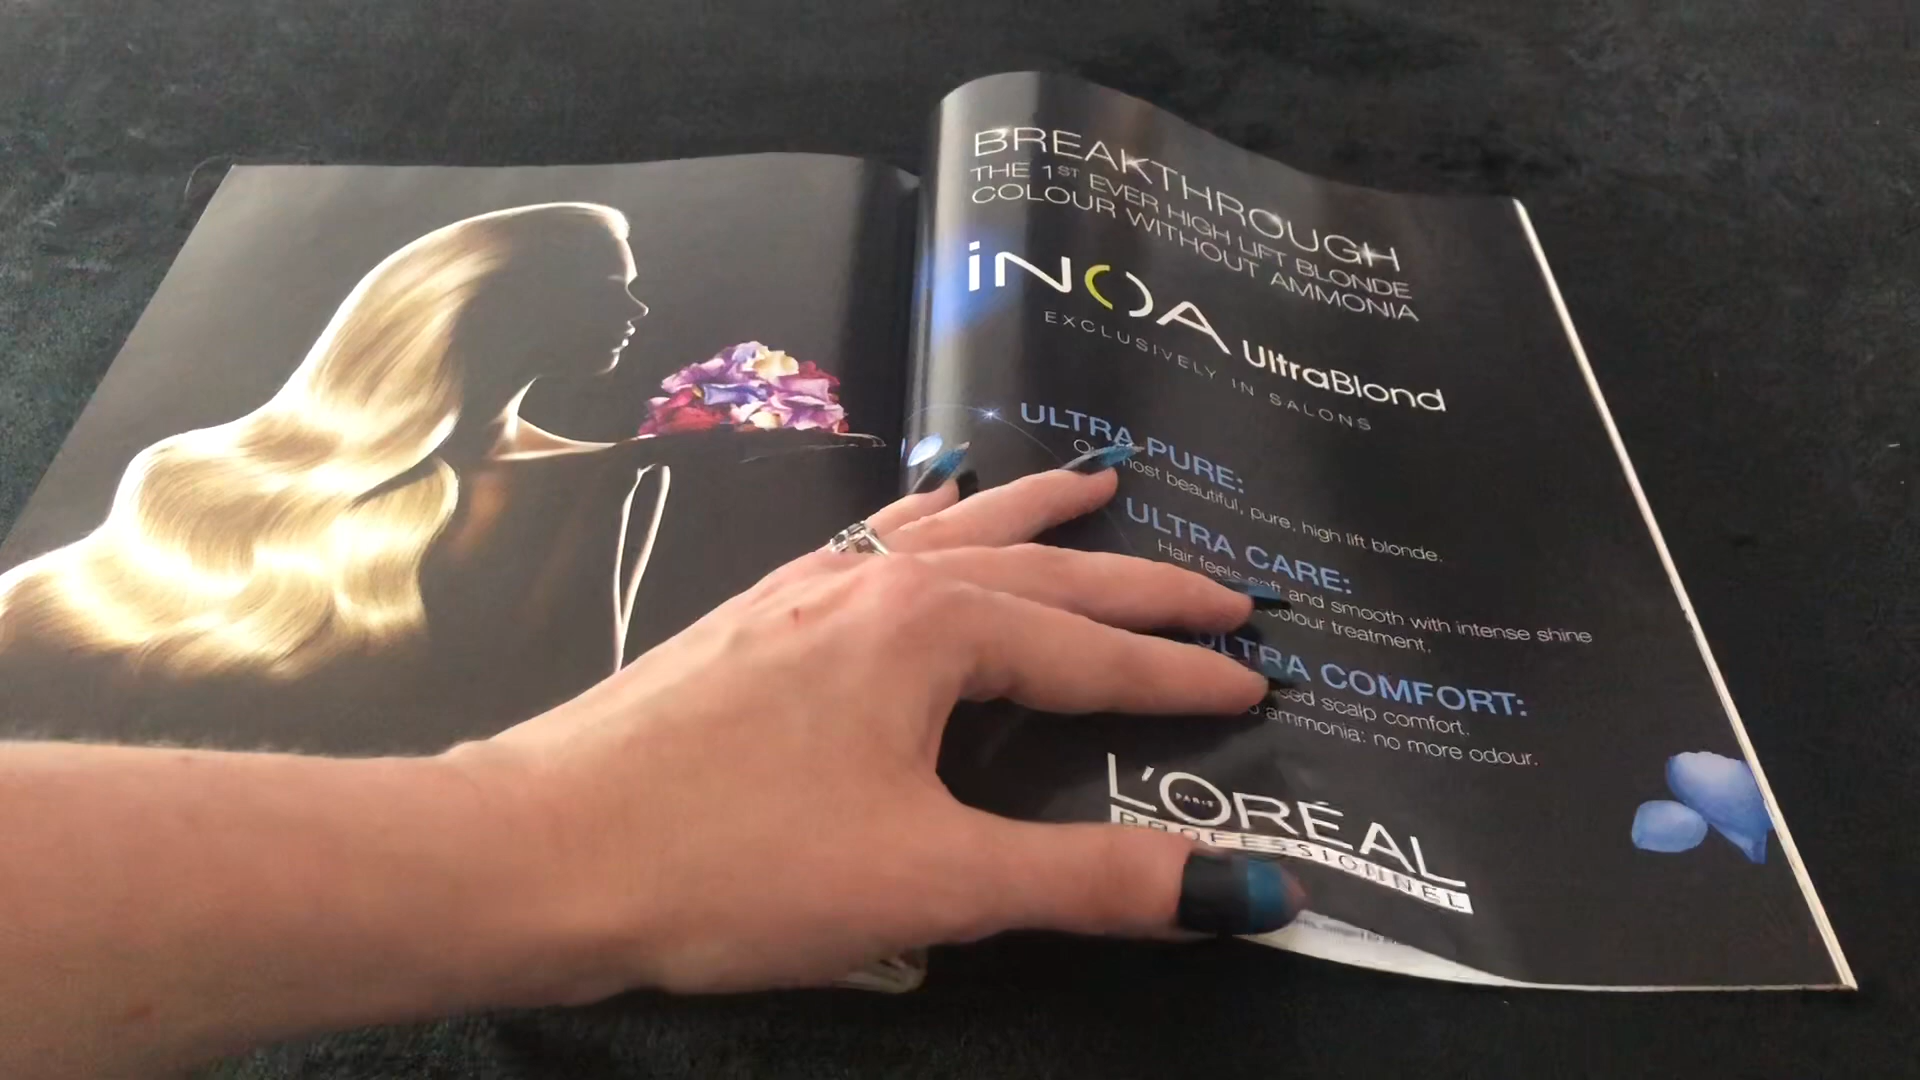 BREAKTHROUGH
THE 1ST EVER HIGH LIFT BLONDE
COLOUR WITHOUT AMMONIA
iNOA UltraBlond
EXCLUSIVELY IN SALONS
ULTRA PURE:
most beautiful, pure, high lift blonde.
ULTRA CARE:
Hair feels soft and smooth with intense shine
colour treatment.
ULTRA COMFORT:
scalp comfort.
ammonia: no more odour.
L'ORÉAL
PARIS
PROFESSIONNEL